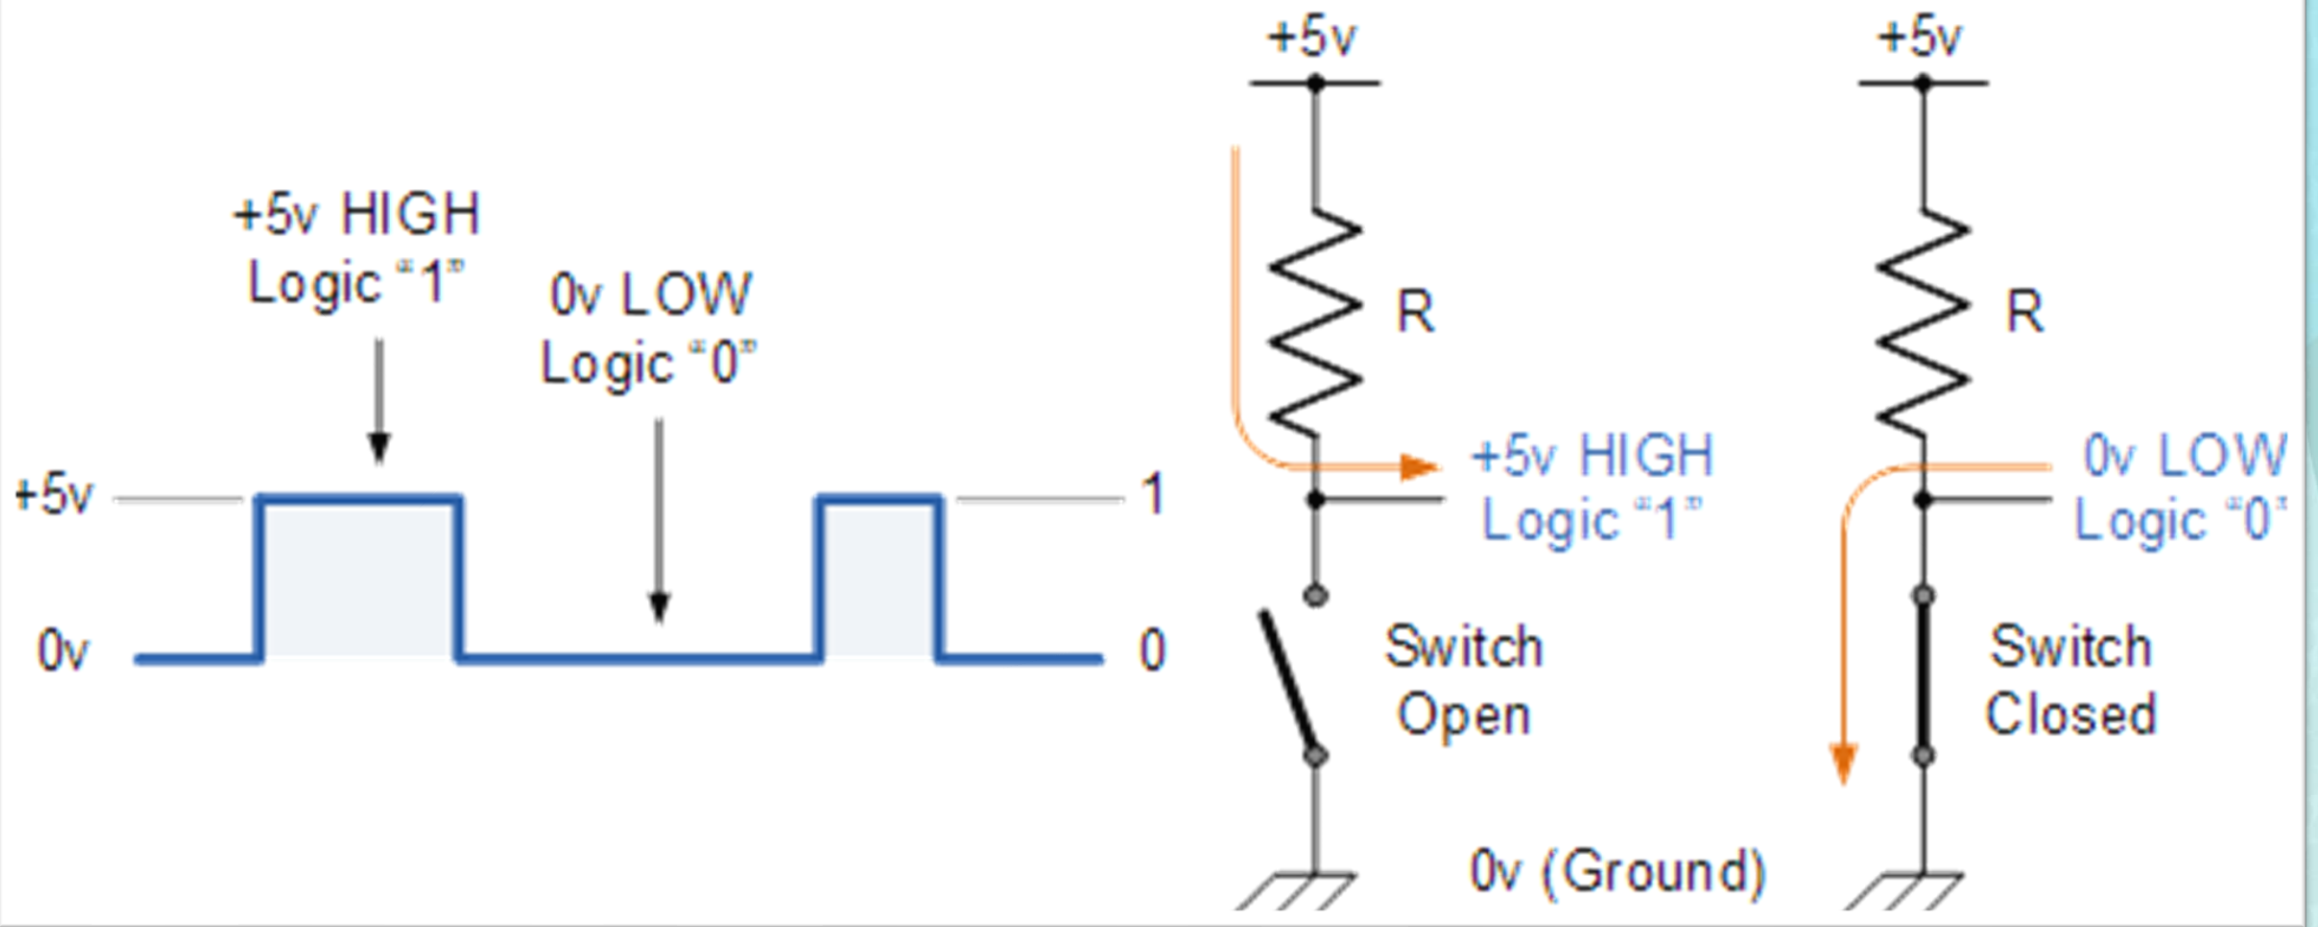 +5v HIGH
Logic “1”
0v LOW
Logic “0”
+5v
0v
1
0
+5v
R
+5v HIGH
Logic “1”
Switch
Open
0v (Ground)
+5v
R
0v LOW
Logic “0”
Switch
Closed